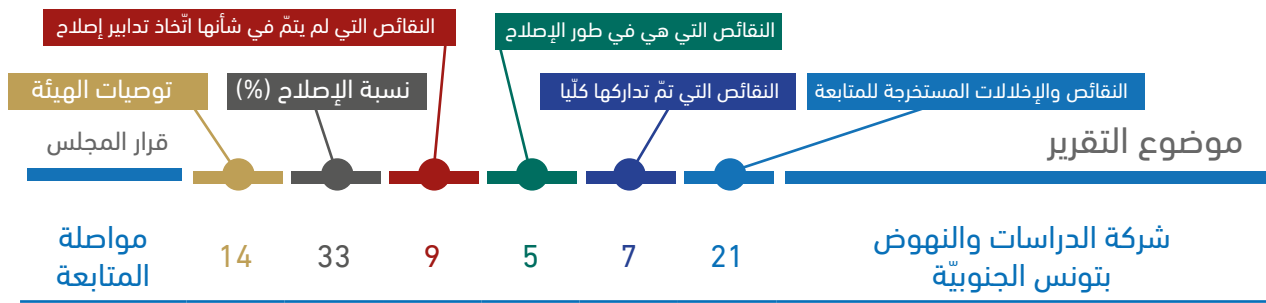 النقائص التي لم يتمّ في شأنها اتّخاذ تدابير إصلاح
النقائص التي هي في طور الإصلاح
توصيات الهيئة
نسبة الإصلاح (%)
النقائص التي تمّ تداركها كلّيا
النقائص والإخلالات المستخرجة للمتابعة
موضوع التقرير
قرار المجلس
شركة الدراسات والنهوض
بتونس الجنوبيّة
21
7
5
9
33
14
مواصلة
المتابعة